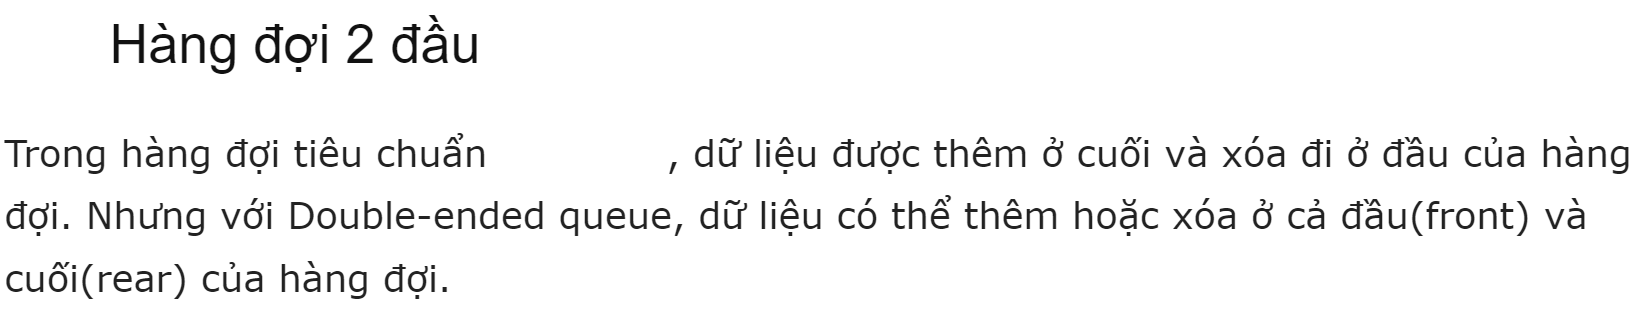 Hàng đợi 2 đầu
Trong hàng đợi tiêu chuẩn , dữ liệu được thêm ở cuối và xóa đi ở đầu của hàng
đợi. Nhưng với Double-ended queue, dữ liệu có thể thêm hoặc xóa ở cả đầu(front) và
cuối(rear) của hàng đợi.